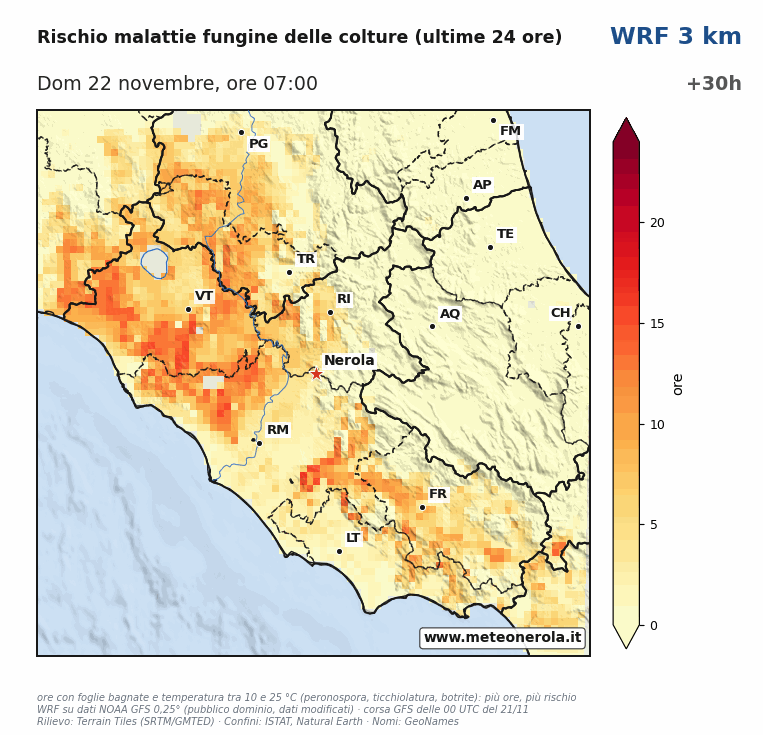 Rischio malattie fungine delle colture (ultime 24 ore)
WRF 3 km
Dom 22 novembre, ore 07:00
+30h
FM
PG
AP
TE
TR
VT
RI
AQ
CH
Nerola
RM
FR
LT
www.meteonerola.it
20
15
10
5
0
ore
ore con foglie bagnate e temperatura tra 10 e 25 °C (peronospora, ticchiolatura, botrite): più ore, più rischio
WRF su dati NOAA GFS 0,25° (pubblico dominio, dati modificati) · corsa GFS delle 00 UTC del 21/11
Rilievo: Terrain Tiles (SRTM/GMTED) · Confini: ISTAT, Natural Earth · Nomi: GeoNames